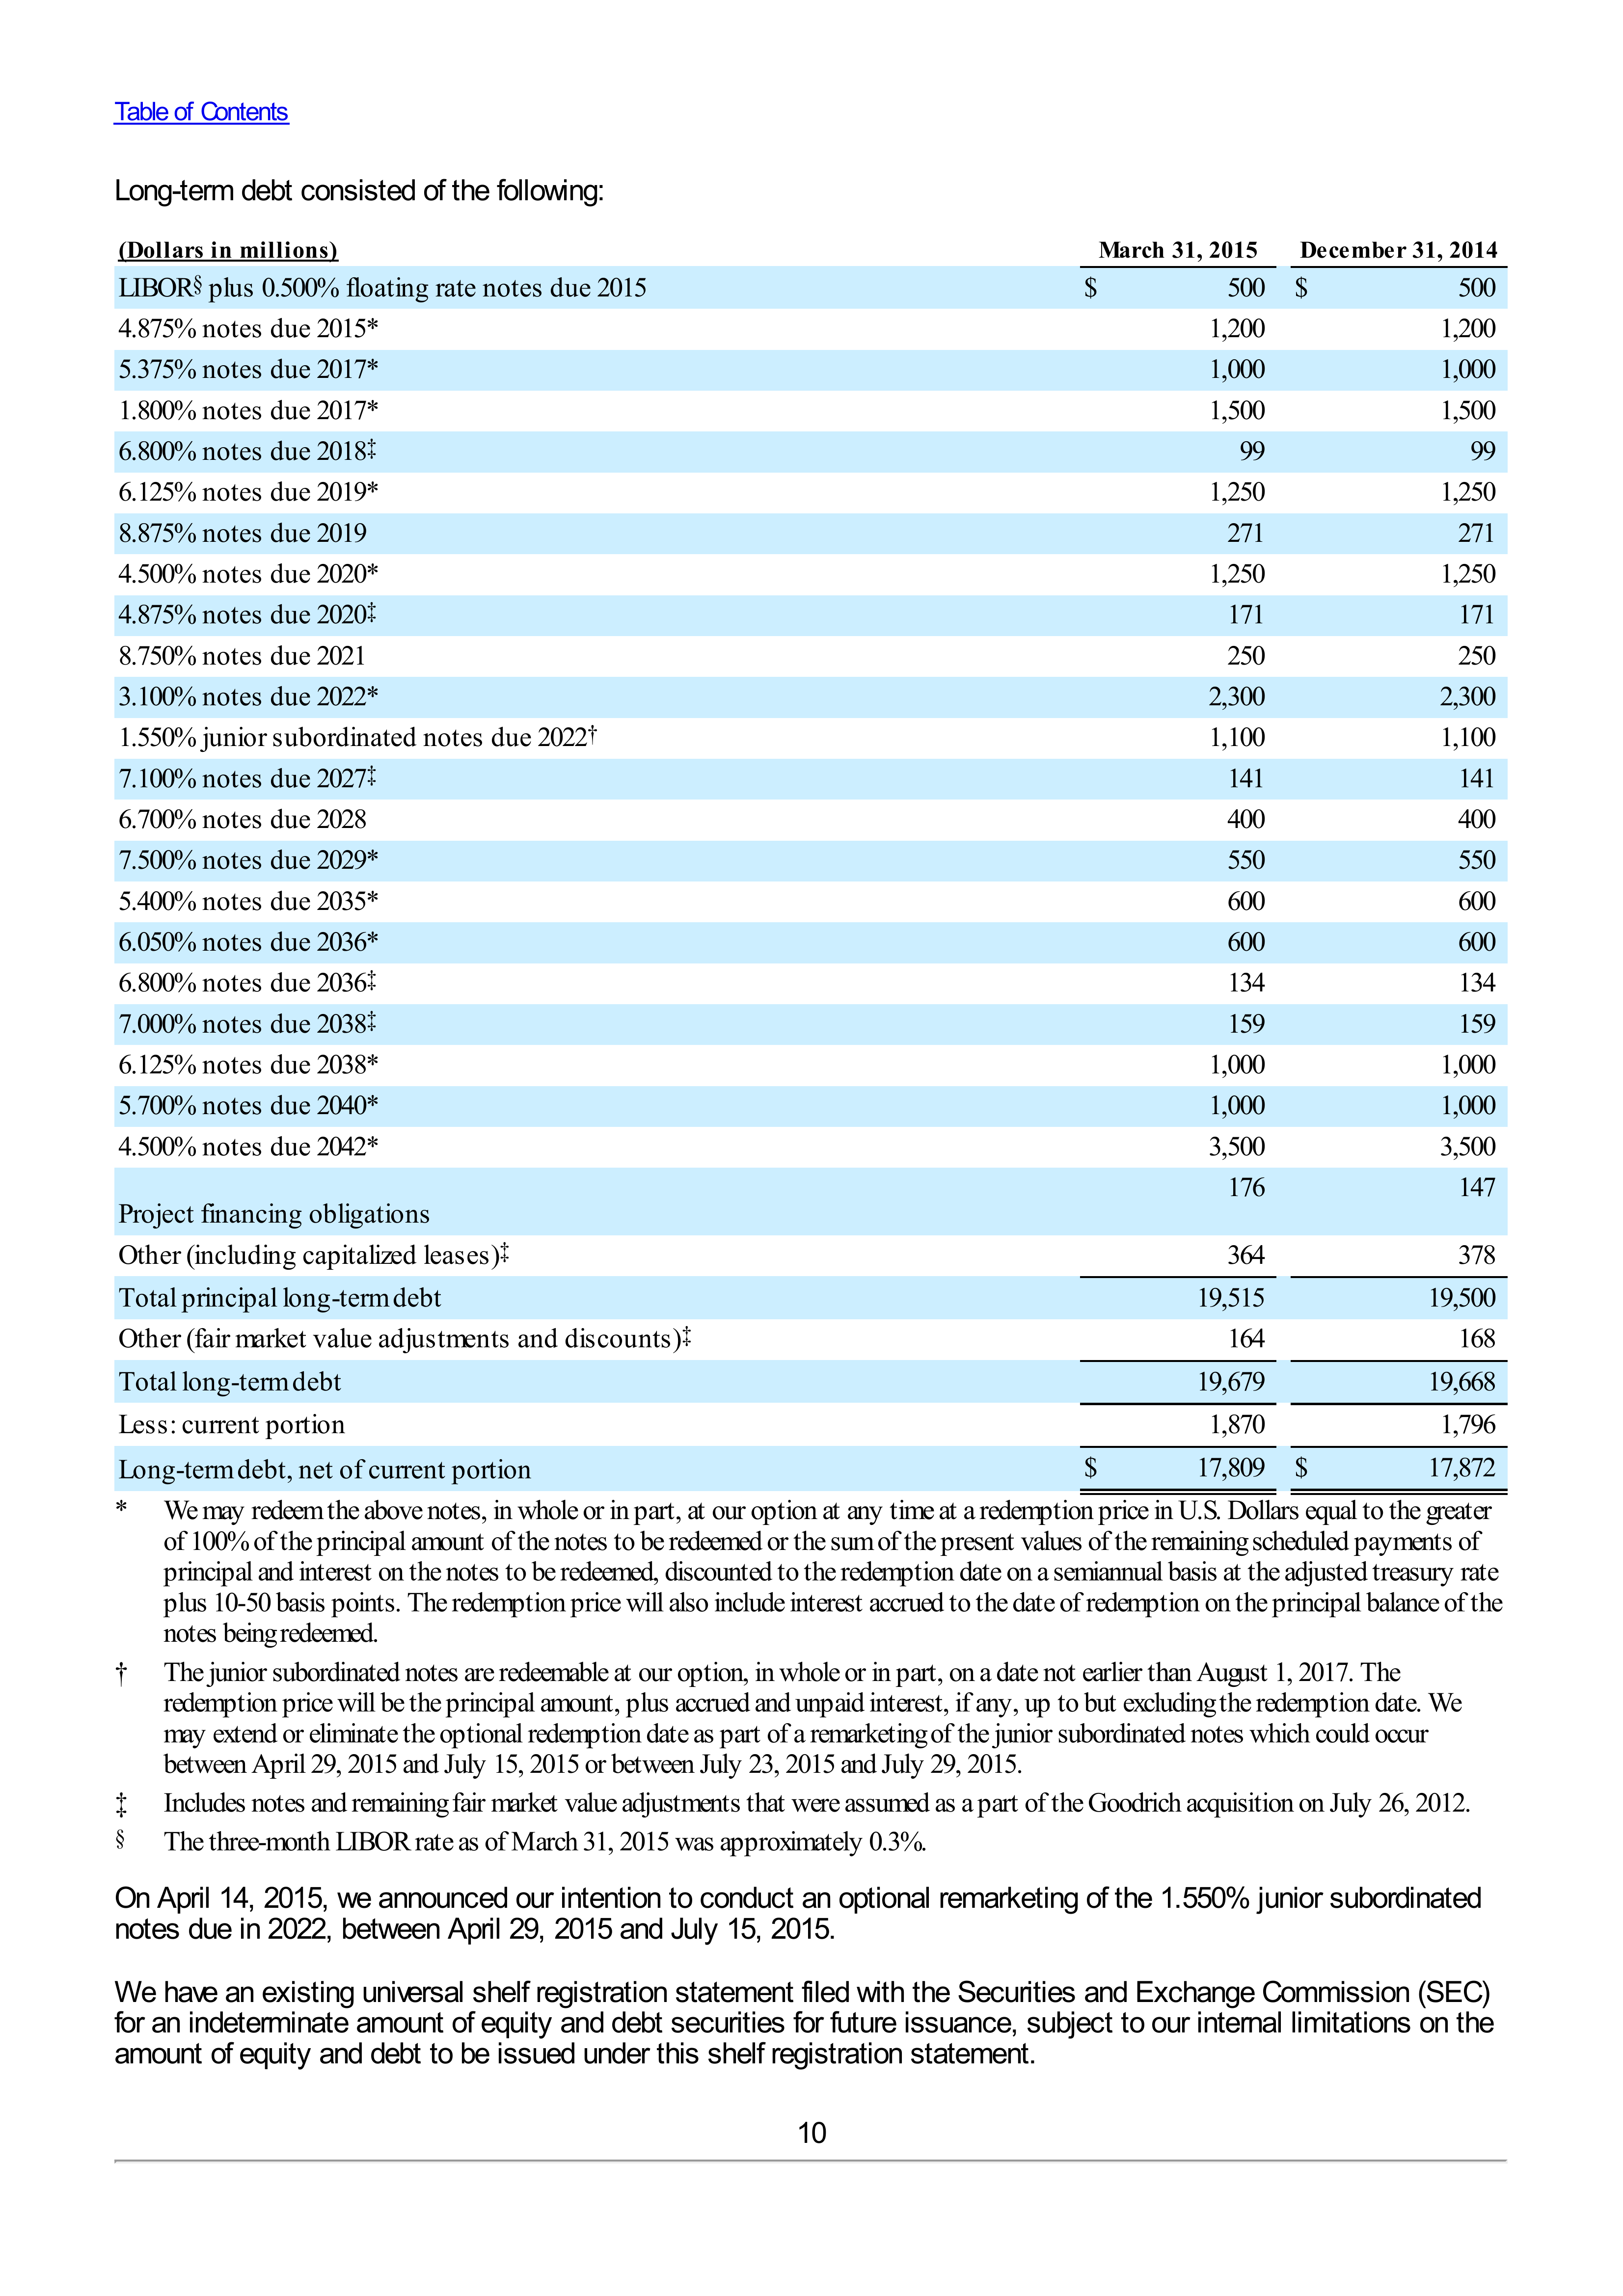 Table of Contents
Long-term debt consisted of the following:
(Dollars in millions) March 31, 2015 December 31, 2014
LIBOR§ plus 0.500% floating rate notes due 2015 $ 500 $ 500
4.875% notes due 2015* 1,200 1,200
5.375% notes due 2017* 1,000 1,000
1.800% notes due 2017* 1,500 1,500
6.800% notes due 2018‡ 99 99
6.125% notes due 2019* 1,250 1,250
8.875% notes due 2019 271 271
4.500% notes due 2020* 1,250 1,250
4.875% notes due 2020‡ 171 171
8.750% notes due 2021 250 250
3.100% notes due 2022* 2,300 2,300
1.550% junior subordinated notes due 2022† 1,100 1,100
7.100% notes due 2027‡ 141 141
6.700% notes due 2028 400 400
7.500% notes due 2029* 550 550
5.400% notes due 2035* 600 600
6.050% notes due 2036* 600 600
6.800% notes due 2036‡ 134 134
7.000% notes due 2038‡ 159 159
6.125% notes due 2038* 1,000 1,000
5.700% notes due 2040* 1,000 1,000
4.500% notes due 2042* 3,500 3,500
Project financing obligations 176 147
Other (including capitalized leases)‡ 364 378
Total principal long-term debt 19,515 19,500
Other (fair market value adjustments and discounts)‡ 164 168
Total long-term debt 19,679 19,668
Less: current portion 1,870 1,796
Long-term debt, net of current portion $ 17,809 $ 17,872
* We may redeem the above notes, in whole or in part, at our option at any time at a redemption price in U.S. Dollars equal to the greater
of 100% of the principal amount of the notes to be redeemed or the sum of the present values of the remaining scheduled payments of
principal and interest on the notes to be redeemed, discounted to the redemption date on a semiannual basis at the adjusted treasury rate
plus 10-50 basis points. The redemption price will also include interest accrued to the date of redemption on the principal balance of the
notes being redeemed.
† The junior subordinated notes are redeemable at our option, in whole or in part, on a date not earlier than August 1, 2017. The
redemption price will be the principal amount, plus accrued and unpaid interest, if any, up to but excluding the redemption date. We
may extend or eliminate the optional redemption date as part of a remarketing of the junior subordinated notes which could occur
between April 29, 2015 and July 15, 2015 or between July 23, 2015 and July 29, 2015.
‡ Includes notes and remaining fair market value adjustments that were assumed as a part of the Goodrich acquisition on July 26, 2012.
§ The three-month LIBOR rate as of March 31, 2015 was approximately 0.3%.
On April 14, 2015, we announced our intention to conduct an optional remarketing of the 1.550% junior subordinated
notes due in 2022, between April 29, 2015 and July 15, 2015.
We have an existing universal shelf registration statement filed with the Securities and Exchange Commission (SEC)
for an indeterminate amount of equity and debt securities for future issuance, subject to our internal limitations on the
amount of equity and debt to be issued under this shelf registration statement.
10